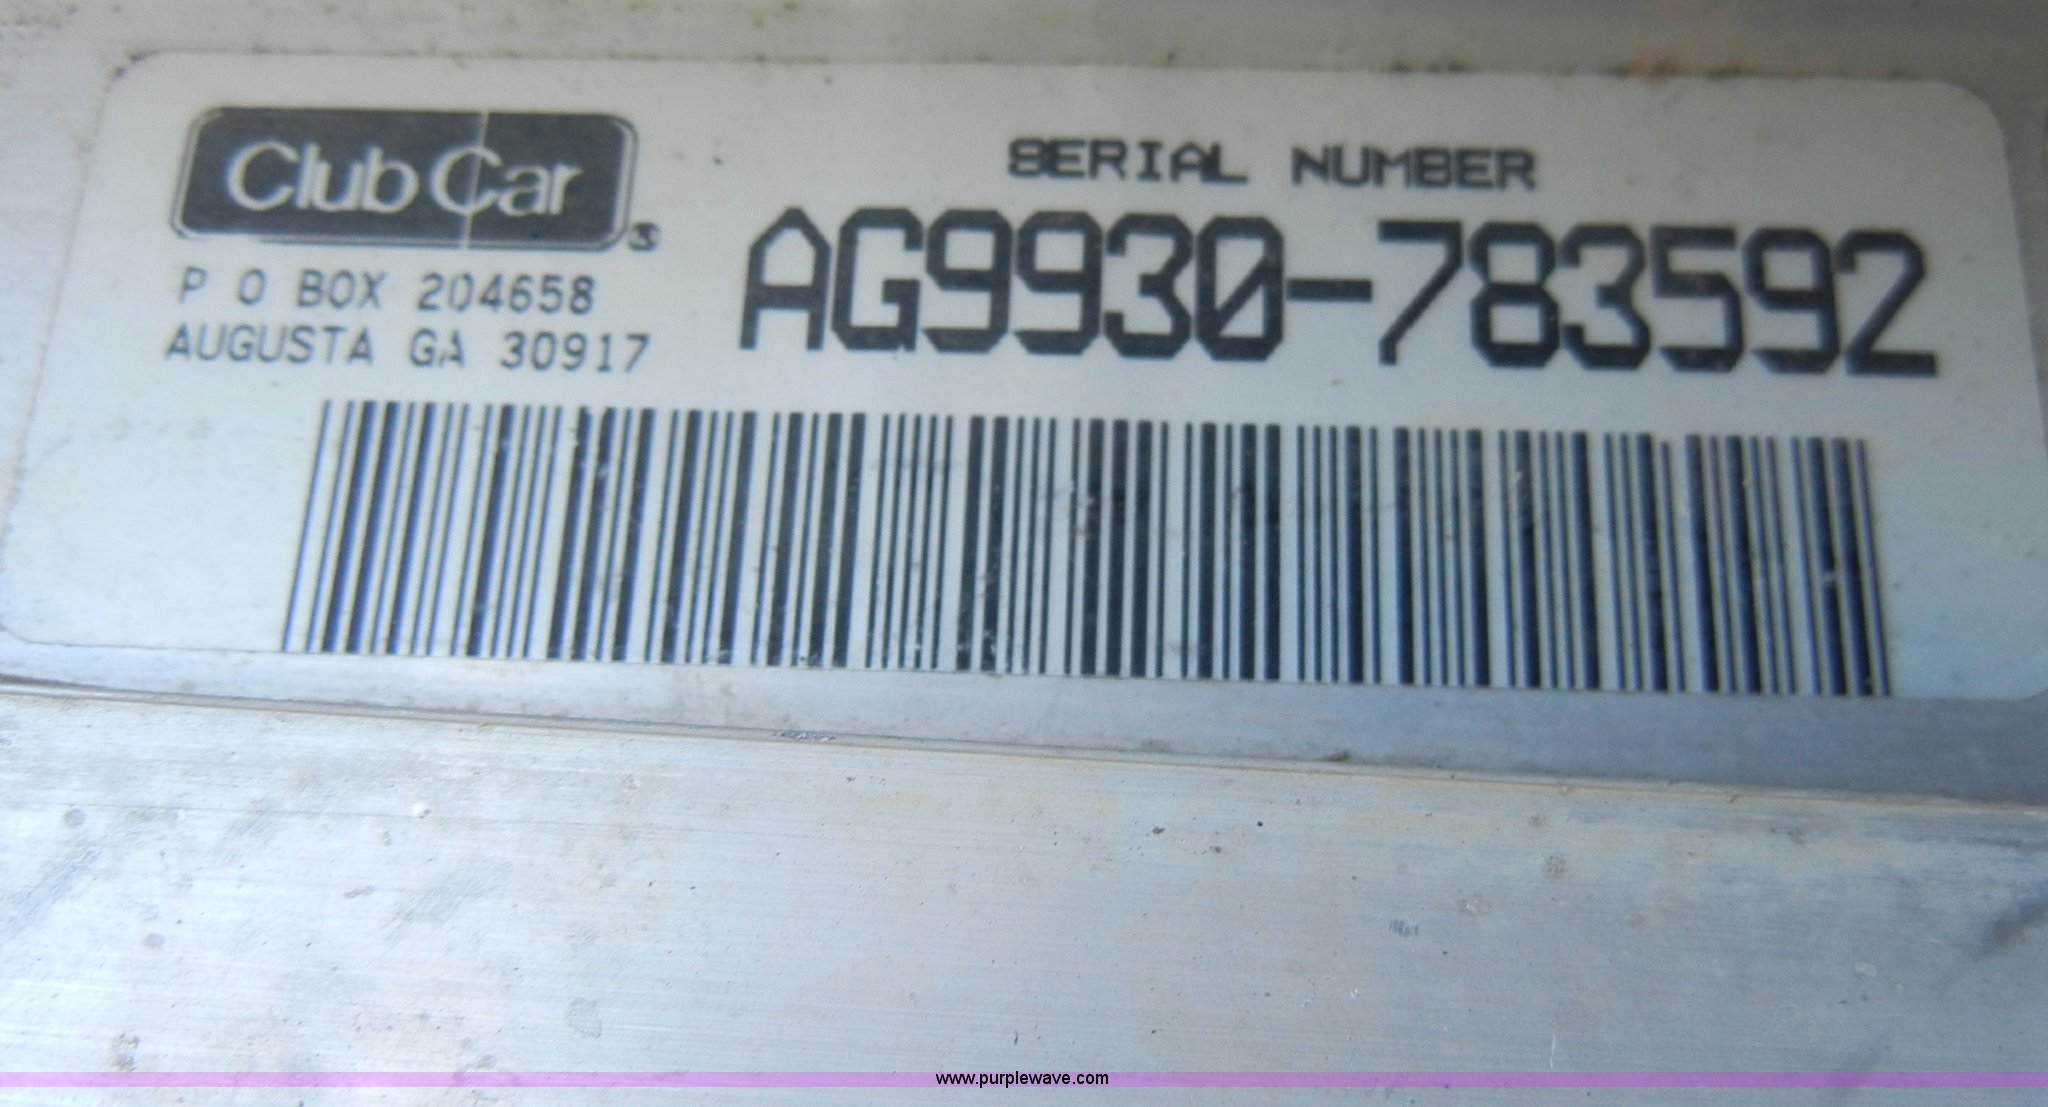 Club Car
P O BOX 204658
AUGUSTA GA 30917
SERIAL NUMBER
AG9930-783592
www.purplewave.com